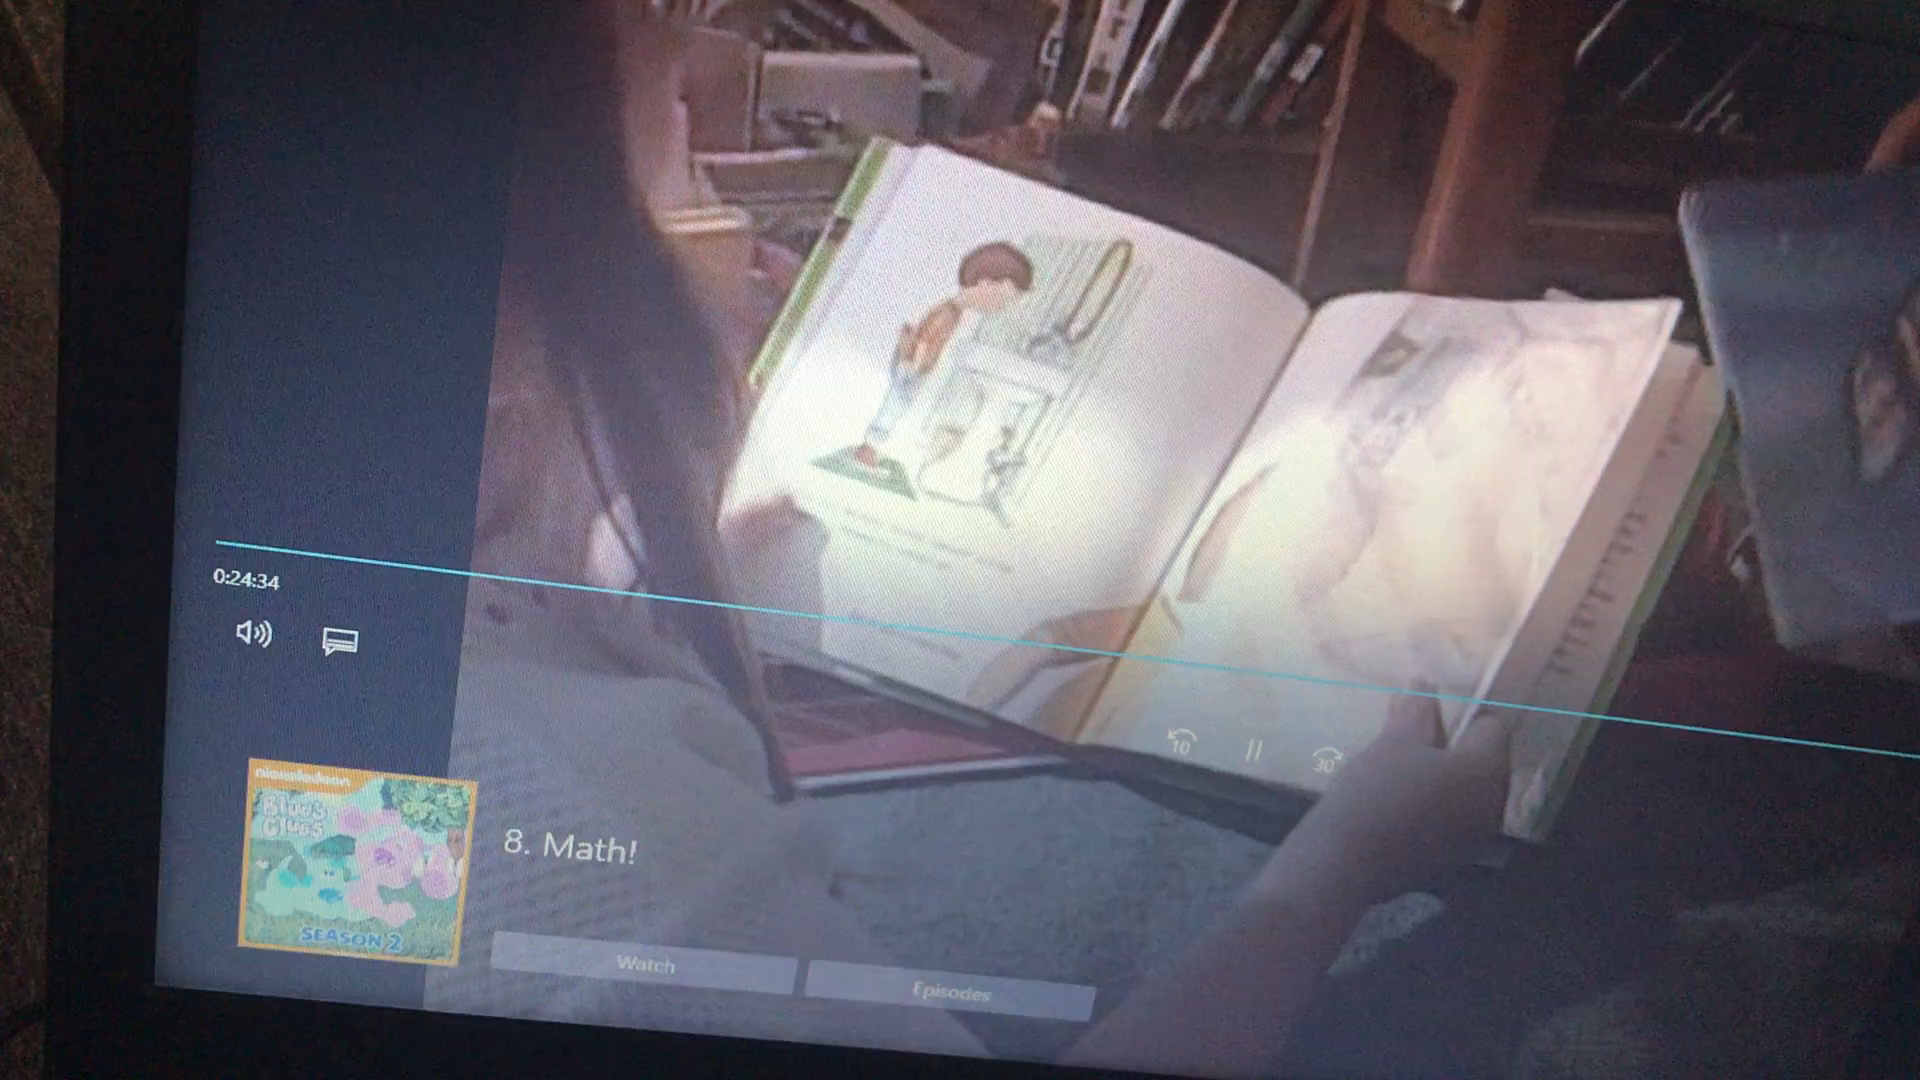 0:24:34
10
30
nickelodeon
Blue's
Clues
SEASON 2
8. Math!
Watch
Episodes